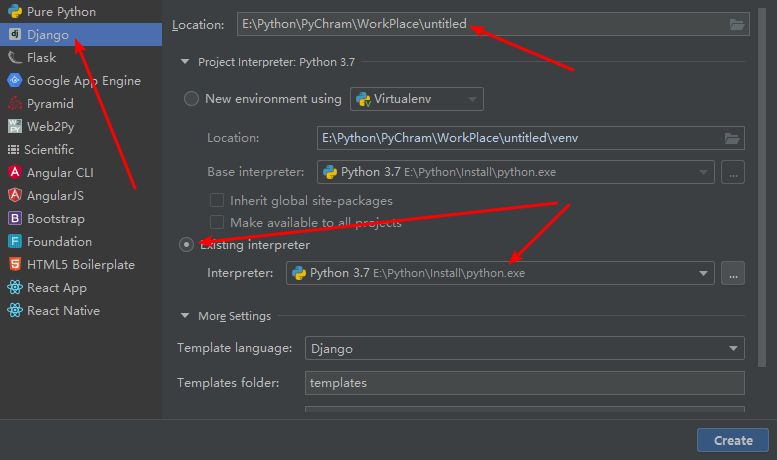 Pure Python
Django
Flask
Google App Engine
Pyramid
Web2Py
Scientific
Angular CLI
AngularJS
Bootstrap
Foundation
HTML5 Boilerplate
React App
React Native
Location: E:\Python\PyChram\WorkPlace\untitled
Project Interpreter: Python 3.7
New environment using Virtualenv
Location: E:\Python\PyChram\WorkPlace\untitled\venv
Base interpreter: Python 3.7 E:\Python\Install\python.exe ...
Inherit global site-packages
Make available to all projects
Existing interpreter
Interpreter: Python 3.7 E:\Python\Install\python.exe ...
More Settings
Template language: Django
Templates folder: templates
Create